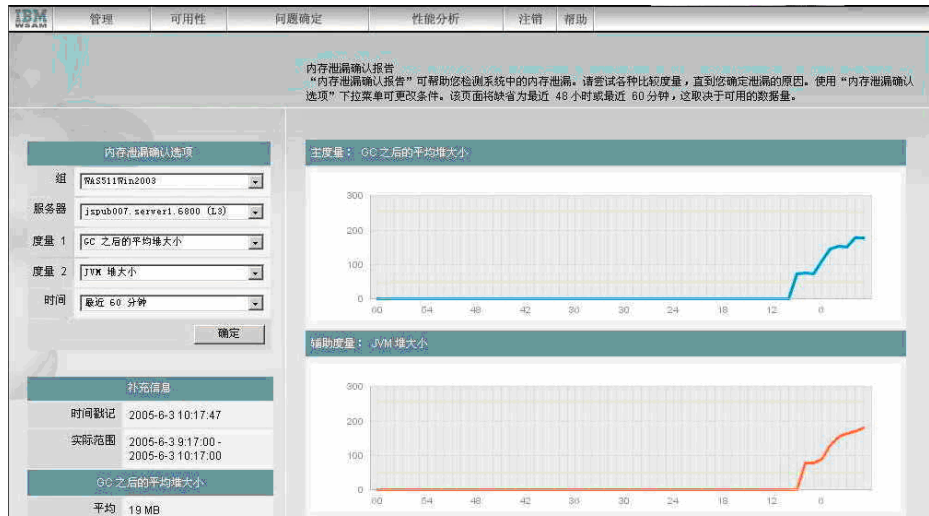 IBM
WSAM
管理 可用性 问题确定 性能分析 注销 帮助
内存泄漏确认报告
“内存泄漏确认报告”可帮助您检测系统中的内存泄漏。请尝试各种比较度量，直到您确定泄漏的原因。使用“内存泄漏确认
选项”下拉菜单可更改条件。该页面将缺省为最近 48 小时或最近 60 分钟，这取决于可用的数据量。
内存泄漏确认选项
组 WAS511Win2003
服务器 jspub007.server1.6800 (L3)
度量 1 GC 之后的平均堆大小
度量 2 JVM 堆大小
时间 最近 60 分钟
确定
补充信息
时间戳记 2005-6-3 10:17:47
实际范围 2005-6-3 9:17:00 -
2005-6-3 10:17:00
GC 之后的平均堆大小
平均 19 MB
主度量： GC 之后的平均堆大小
300
200
100
0
60 54 48 42 36 30 24 18 12 6
辅助度量： JVM 堆大小
300
200
100
0
60 54 48 42 36 30 24 18 12 6